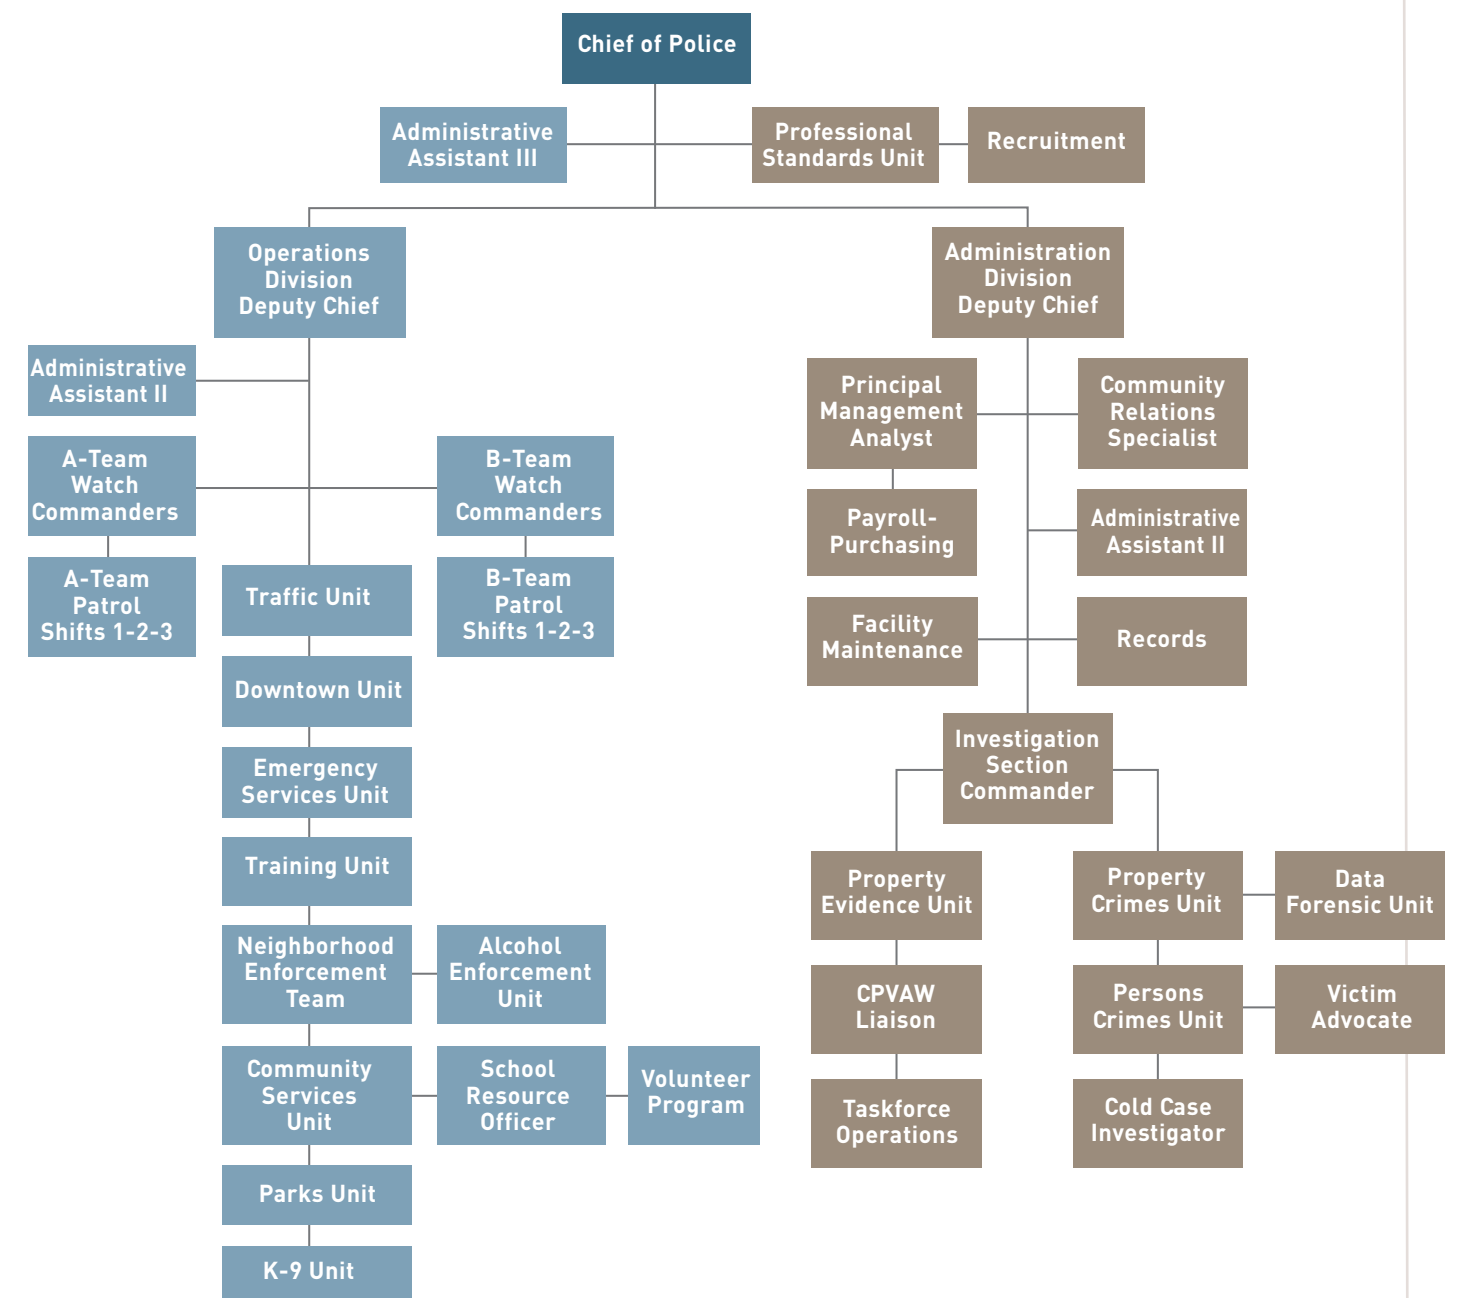 Chief of Police
Administrative
Assistant III
Professional
Standards Unit
Recruitment
Operations
Division
Deputy Chief
Administration
Division
Deputy Chief
Administrative
Assistant II
Principal
Management
Analyst
Community
Relations
Specialist
A-Team
Watch
Commanders
B-Team
Watch
Commanders
Payroll-
Purchasing
Administrative
Assistant II
A-Team
Patrol
Shifts 1-2-3
Traffic Unit
B-Team
Patrol
Shifts 1-2-3
Facility
Maintenance
Records
Downtown Unit
Investigation
Section
Commander
Emergency
Services Unit
Training Unit
Property
Evidence Unit
Property
Crimes Unit
Data
Forensic Unit
Neighborhood
Enforcement
Team
Alcohol
Enforcement
Unit
CPVAW
Liaison
Persons
Crimes Unit
Victim
Advocate
Community
Services
Unit
School
Resource
Officer
Volunteer
Program
Taskforce
Operations
Cold Case
Investigator
Parks Unit
K-9 Unit